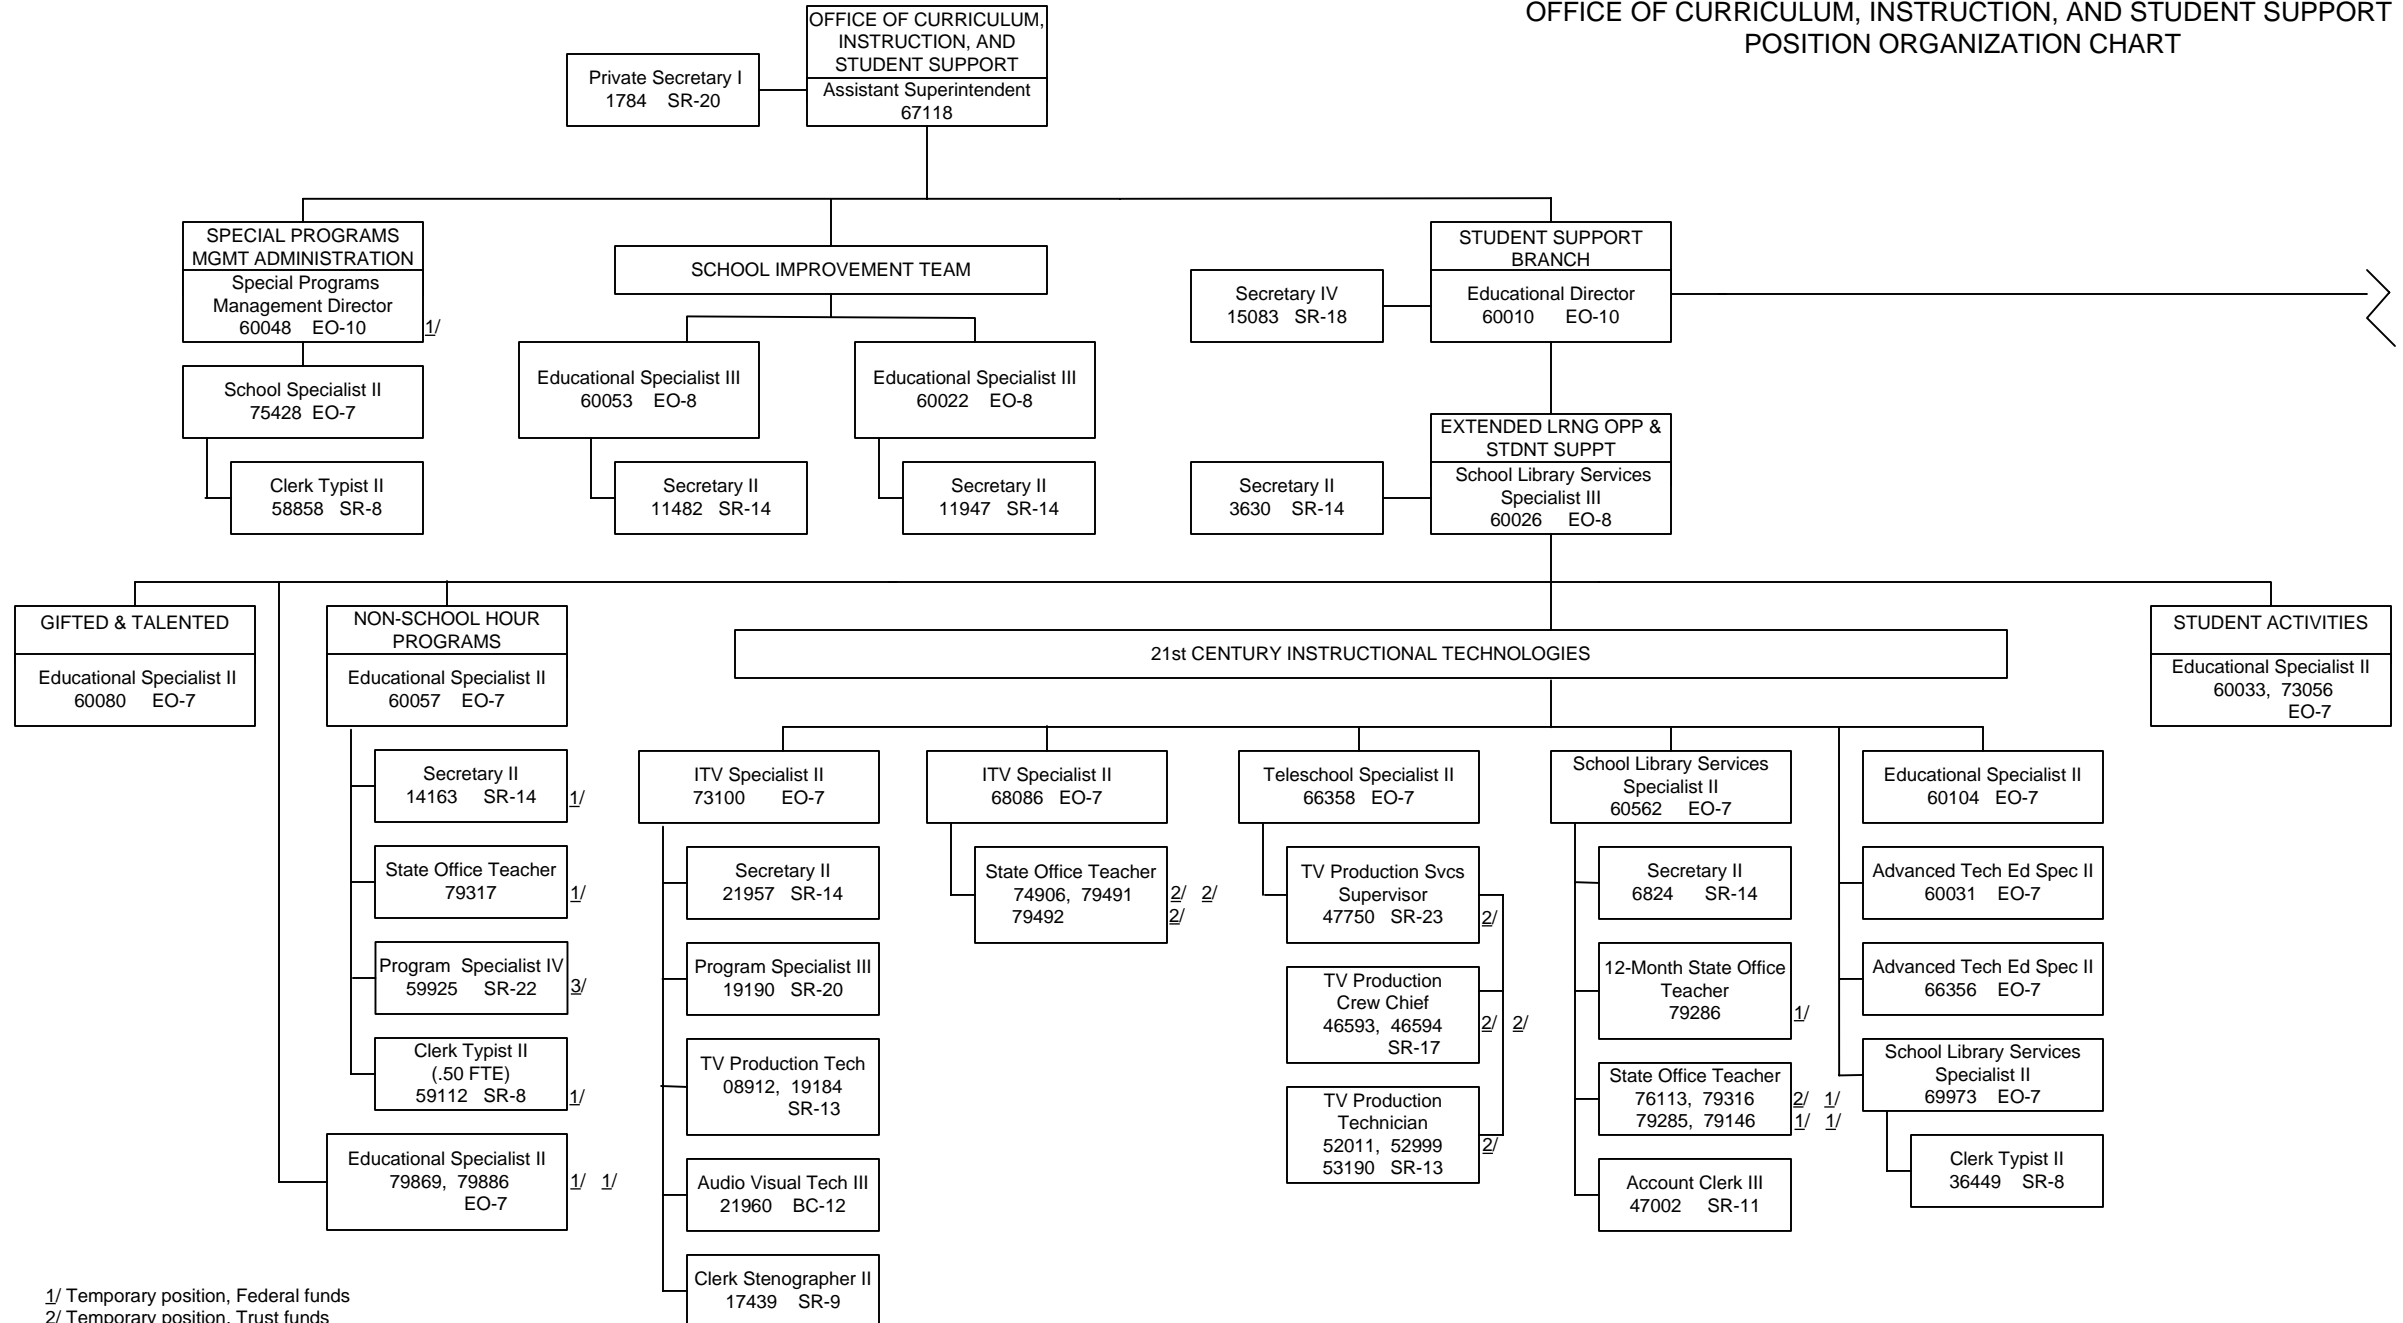 OFFICE OF CURRICULUM, INSTRUCTION, AND STUDENT SUPPORT
POSITION ORGANIZATION CHART
OFFICE OF CURRICULUM,
INSTRUCTION, AND
STUDENT SUPPORT
Assistant Superintendent
67118
Private Secretary I
1784 SR-20
SPECIAL PROGRAMS
MGMT ADMINISTRATION
Special Programs
Management Director
60048 EO-10 1/
School Specialist II
75428 EO-7
Clerk Typist II
58858 SR-8
SCHOOL IMPROVEMENT TEAM
Educational Specialist III
60053 EO-8
Secretary II
11482 SR-14
Educational Specialist III
60022 EO-8
Secretary II
11947 SR-14
STUDENT SUPPORT
BRANCH
Educational Director
60010 EO-10
Secretary IV
15083 SR-18
EXTENDED LRNG OPP &
STDNT SUPPT
School Library Services
Specialist III
60026 EO-8
Secretary II
3630 SR-14
GIFTED & TALENTED
Educational Specialist II
60080 EO-7
NON-SCHOOL HOUR
PROGRAMS
Educational Specialist II
60057 EO-7
Secretary II
14163 SR-14 1/
State Office Teacher
79317 1/
Program Specialist IV
59925 SR-22 3/
Clerk Typist II
(.50 FTE)
59112 SR-8 1/
Educational Specialist II
79869, 79886 1/ 1/
EO-7
21st CENTURY INSTRUCTIONAL TECHNOLOGIES
ITV Specialist II
73100 EO-7
Secretary II
21957 SR-14
Program Specialist III
19190 SR-20
TV Production Tech
08912, 19184
SR-13
Audio Visual Tech III
21960 BC-12
Clerk Stenographer II
17439 SR-9
ITV Specialist II
68086 EO-7
State Office Teacher
74906, 79491 2/ 2/
79492 2/
Teleschool Specialist II
66358 EO-7
TV Production Svcs
Supervisor
47750 SR-23 2/
TV Production
Crew Chief
46593, 46594 2/ 2/
SR-17
TV Production
Technician
52011, 52999 2/
53190 SR-13
School Library Services
Specialist II
60562 EO-7
Secretary II
6824 SR-14
12-Month State Office
Teacher
79286 1/
State Office Teacher
76113, 79316 2/ 1/
79285, 79146 1/ 1/
Account Clerk III
47002 SR-11
Educational Specialist II
60104 EO-7
Advanced Tech Ed Spec II
60031 EO-7
Advanced Tech Ed Spec II
66356 EO-7
School Library Services
Specialist II
69973 EO-7
Clerk Typist II
36449 SR-8
STUDENT ACTIVITIES
Educational Specialist II
60033, 73056
EO-7
1/ Temporary position, Federal funds
2/ Temporary position, Trust funds